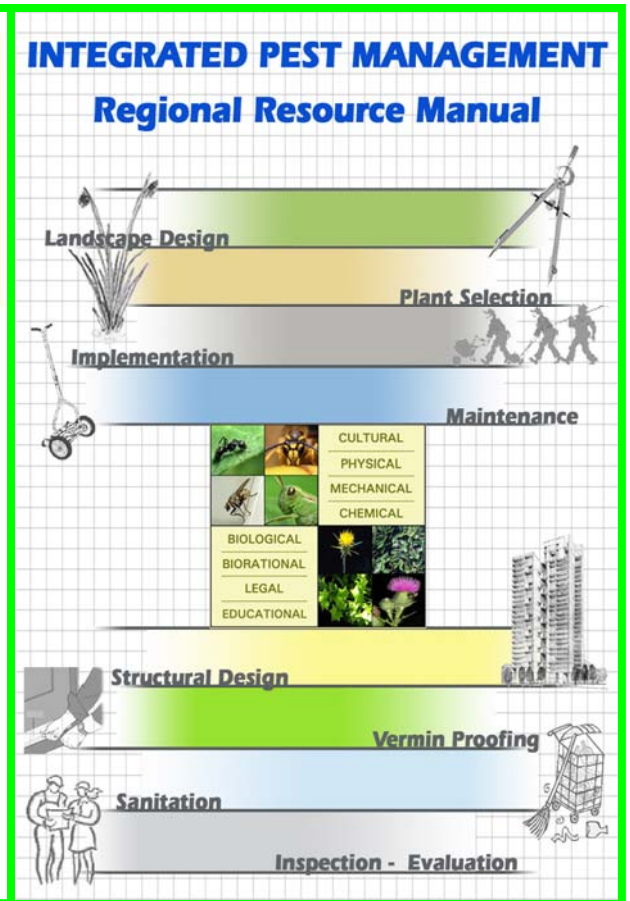 INTEGRATED PEST MANAGEMENT
Regional Resource Manual
Landscape Design
Plant Selection
Implementation
Maintenance
CULTURAL
PHYSICAL
MECHANICAL
CHEMICAL
BIOLOGICAL
BIORATIONAL
LEGAL
EDUCATIONAL
Structural Design
Vermin Proofing
Sanitation
Inspection - Evaluation